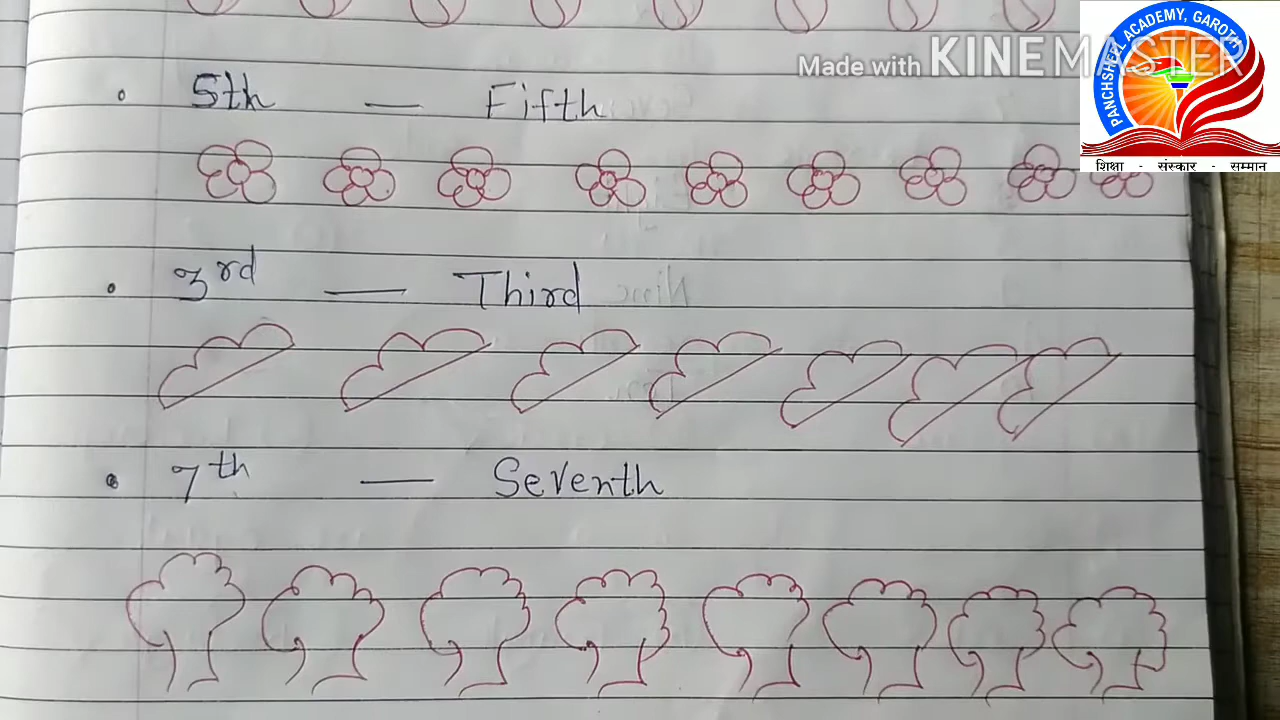 Made with KINEMASTER
PANCHSHEEL ACADEMY, GAROTH
शिक्षा - संस्कार - सम्मान
5th — Fifth
3rd — Third
7th — Seventh